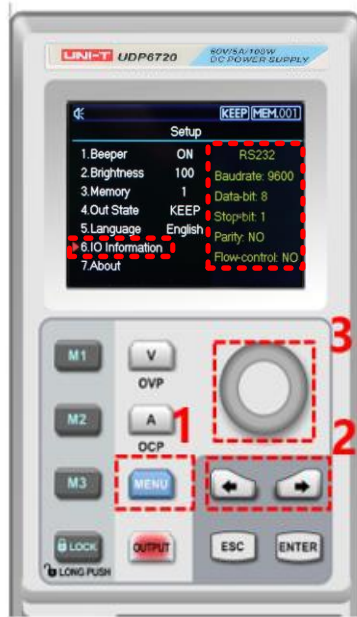 UNI-T UDP6720 60V/5A/100W
DC POWER SUPPLY
KEEP MEM.001
Setup
1.Beeper ON RS232
2.Brightness 100 Baudrate: 9600
3.Memory 1 Data-bit: 8
4.Out State KEEP Stop-bit: 1
5.Language English Parity: NO
6.IO Information Flow-control: NO
7.About
3
M1 V
OVP
M2 A
OCP
1
2
M3 MENU
LOCK OUTPUT ESC ENTER
LONG PUSH